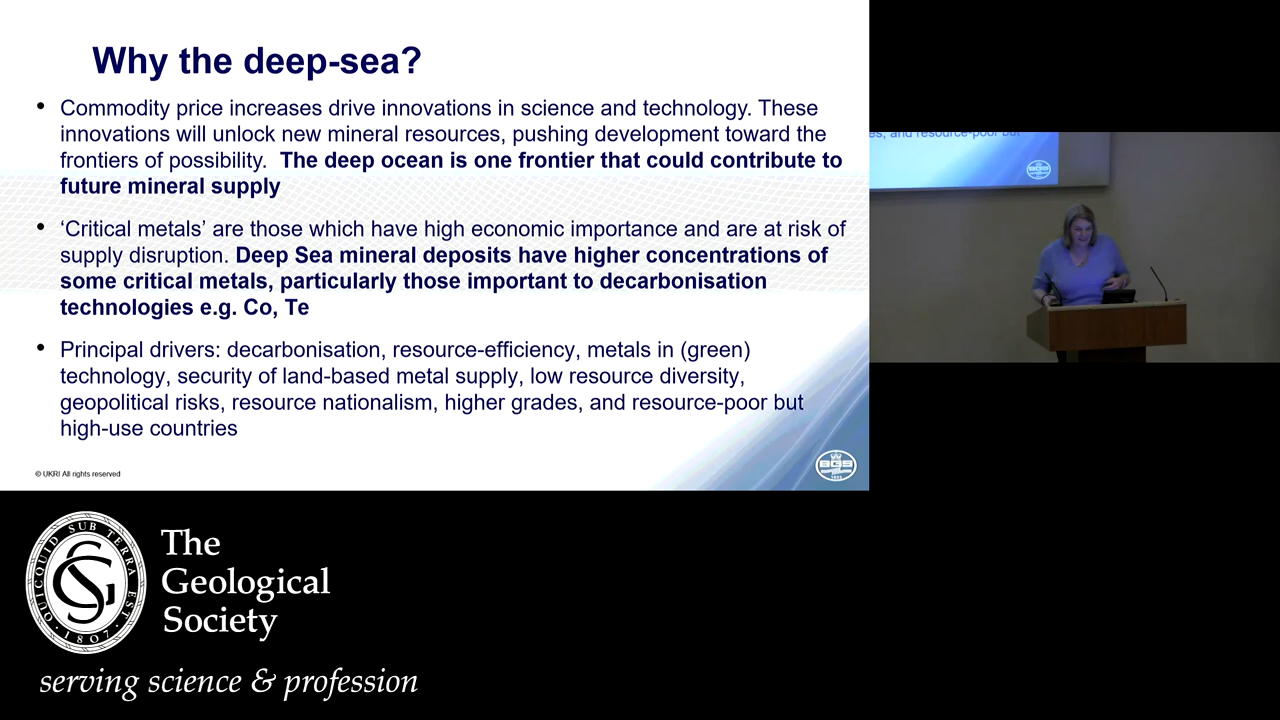 Why the deep-sea?
• Commodity price increases drive innovations in science and technology. These
innovations will unlock new mineral resources, pushing development toward the
frontiers of possibility. The deep ocean is one frontier that could contribute to
future mineral supply
• ‘Critical metals’ are those which have high economic importance and are at risk of
supply disruption. Deep Sea mineral deposits have higher concentrations of
some critical metals, particularly those important to decarbonisation
technologies e.g. Co, Te
• Principal drivers: decarbonisation, resource-efficiency, metals in (green)
technology, security of land-based metal supply, low resource diversity,
geopolitical risks, resource nationalism, higher grades, and resource-poor but
high-use countries
© UKRI All rights reserved
BGS
1835
es, and resource-poor but
BGS
QUICQUID SUB TERRA EST
1807
The
Geological
Society
serving science & profession